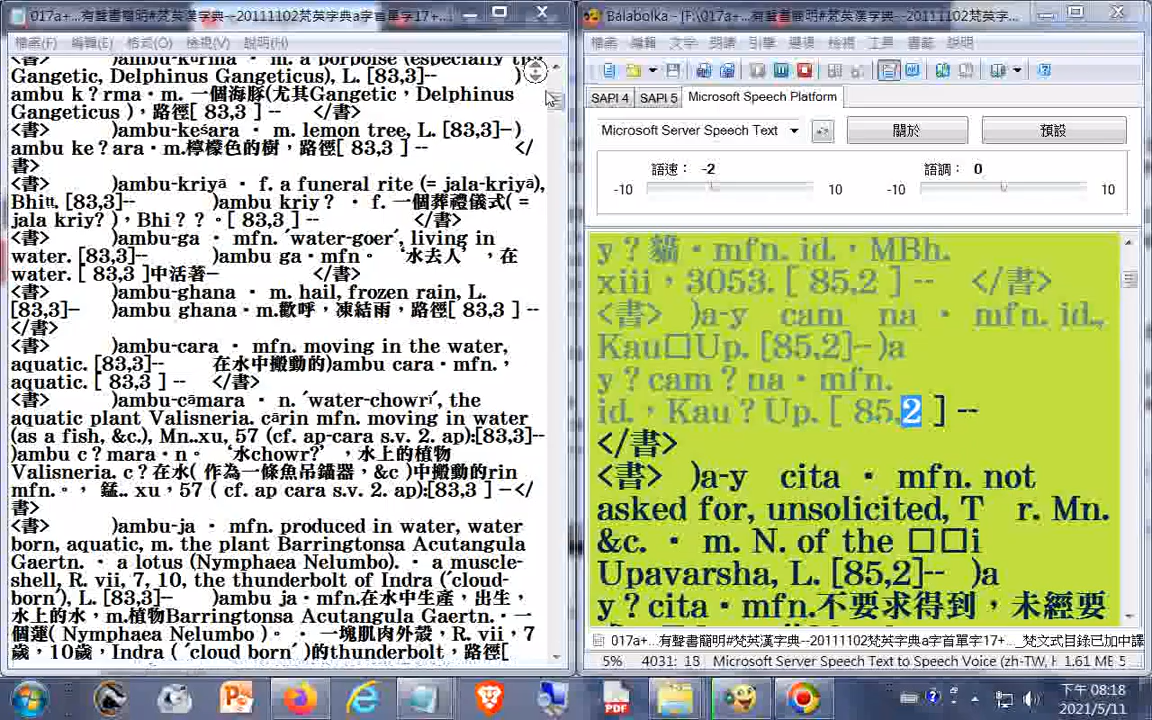 _017a+...有聲書簡明#梵英漢字典--20111102梵英字典a字首單字17+...
檔案(F) 編輯(E) 格式(O) 檢視(V) 說明(H)
<書> )ambu-kūrma • m. a porpoise (especially the
Gangetic, Delphinus Gangeticus), L. [83,3]-- )
ambu k ? rma • m. 一個海豚(尤其Gangetic，Delphinus
Gangeticus )，路徑[ 83,3 ] -- </書>
<書> )ambu-keśara • m. lemon tree, L. [83,3]--)
ambu ke ? ara • m.檸檬色的樹，路徑[ 83,3 ] -- </
書>
<書> )ambu-kriyā • f. a funeral rite (= jala-kriyā),
Bhiṭṭ. [83,3]-- )ambu kriy ? • f. 一個葬禮儀式( =
jala kriy? )，Bhi ? ? 。[ 83,3 ] -- </書>
<書> )ambu-ga • mfn. 'water-goer', living in
water. [83,3]-- )ambu ga • mfn。 ‘水去人’，在
water. [ 83,3 ]中活著-- </書>
<書> )ambu-ghana • m. hail, frozen rain, L.
[83,3]-- )ambu ghana • m.歡呼，凍結雨，路徑[ 83,3 ] --
</書>
<書> )ambu-cara • mfn. moving in the water,
aquatic. [83,3]-- 在水中搬動的)ambu cara • mfn.，
aquatic. [ 83,3 ] -- </書>
<書> )ambu-cāmara • n. 'water-chowrī', the
aquatic plant Valisneria. cārin mfn. moving in water
(as a fish, &c.), Mn..xu, 57 (cf. ap-cara s.v. 2. ap):[83,3]--
)ambu c ? mara • n. ‘水chowr?’，水上的植物
Valisneria. c ? 在水( 作為一條魚吊錨器，&c )中搬動的rin
mfn.。，錳.. xu，57 ( cf. ap cara s.v. 2. ap):[83,3 ] --</
書>
<書> )ambu-ja • mfn. produced in water, water
born, aquatic, m. the plant Barringtonsa Acutangula
Gaertn. • a lotus (Nymphaea Nelumbo). • a muscle-
shell, R. vii, 7, 10, the thunderbolt of Indra ('cloud-
born'), L. [83,3]-- )ambu ja • mfn.在水中生產，出生，
水上的水，m.植物Barringtonsa Acutangula Gaertn. • 一
個蓮( Nymphaea Nelumbo )。 • 一塊肌肉外殼，R. vii，7
歲，10歲，Indra ( 'cloud born' )的thunderbolt，路徑[
Balabolka - [F:\017a+...有聲書簡明#梵英漢字典--20111102梵英字...
檔案 編輯 文字 朗讀 引擎 選項 檢視 工具 書籤 說明
SAPI 4 SAPI 5 Microsoft Speech Platform
Microsoft Server Speech Text 關於 預設
語速： -2 語調： 0
-10 10 -10 10
y ? 貓 • mfn. id.，MBh.
xiii，3053. [ 85,2 ] -- </書>
<書> )a-y cam na • mfn. id.,
Kau□Up. [85,2]-- )a
y ? cam ? na • mfn.
id.，Kau ? Up. [ 85,2 ] --
</書>
<書> )a-y cita • mfn. not
asked for, unsolicited, T r. Mn.
&c. • m. N. of the □□i
Upavarsha, L. [85,2]-- )a
y ? cita • mfn.不要求得到，未經要
017a+...有聲書簡明#梵英漢字典--20111102梵英字典a字首單字17+..._梵文式目錄已加中譯
5% 4031: 18 Microsoft Server Speech Text to Speech Voice (zh-TW, H 1.61 MB 5
下午 08:18
2021/5/11